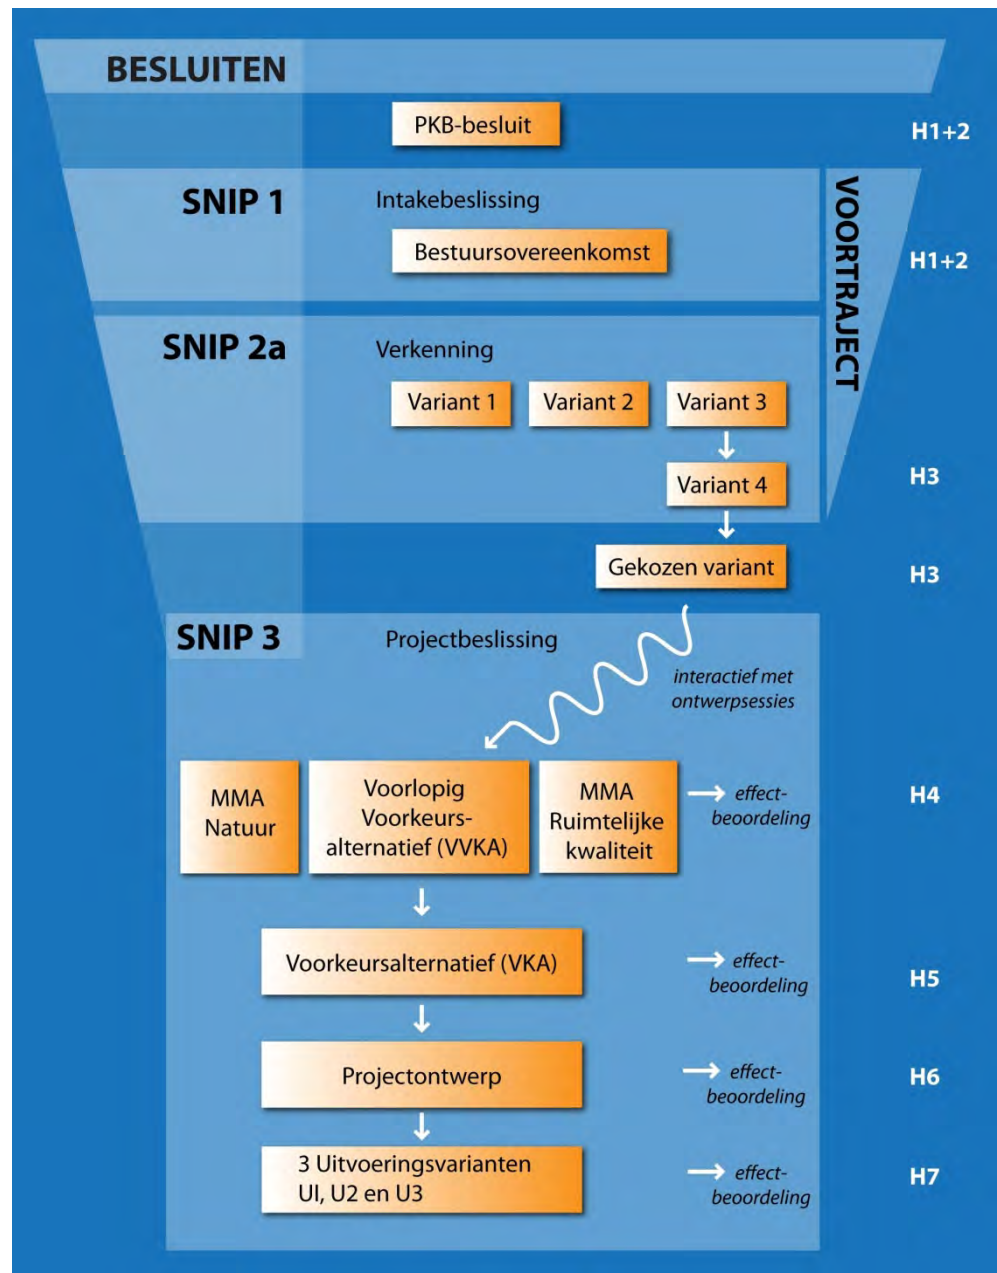 BESLUITEN
PKB-besluit
H1+2
SNIP 1
Intakebeslissing
Bestuursovereenkomst
VOORTRAJECT
H1+2
SNIP 2a
Verkenning
Variant 1
Variant 2
Variant 3
Variant 4
H3
Gekozen variant
H3
SNIP 3
Projectbeslissing
interactief met
ontwerpsessies
MMA
Natuur
Voorlopig
Voorkeurs-
alternatief (VVKA)
MMA
Ruimtelijke
kwaliteit
effect-
beoordeling
H4
Voorkeursalternatief (VKA)
effect-
beoordeling
H5
Projectontwerp
effect-
beoordeling
H6
3 Uitvoeringsvarianten
UI, U2 en U3
effect-
beoordeling
H7